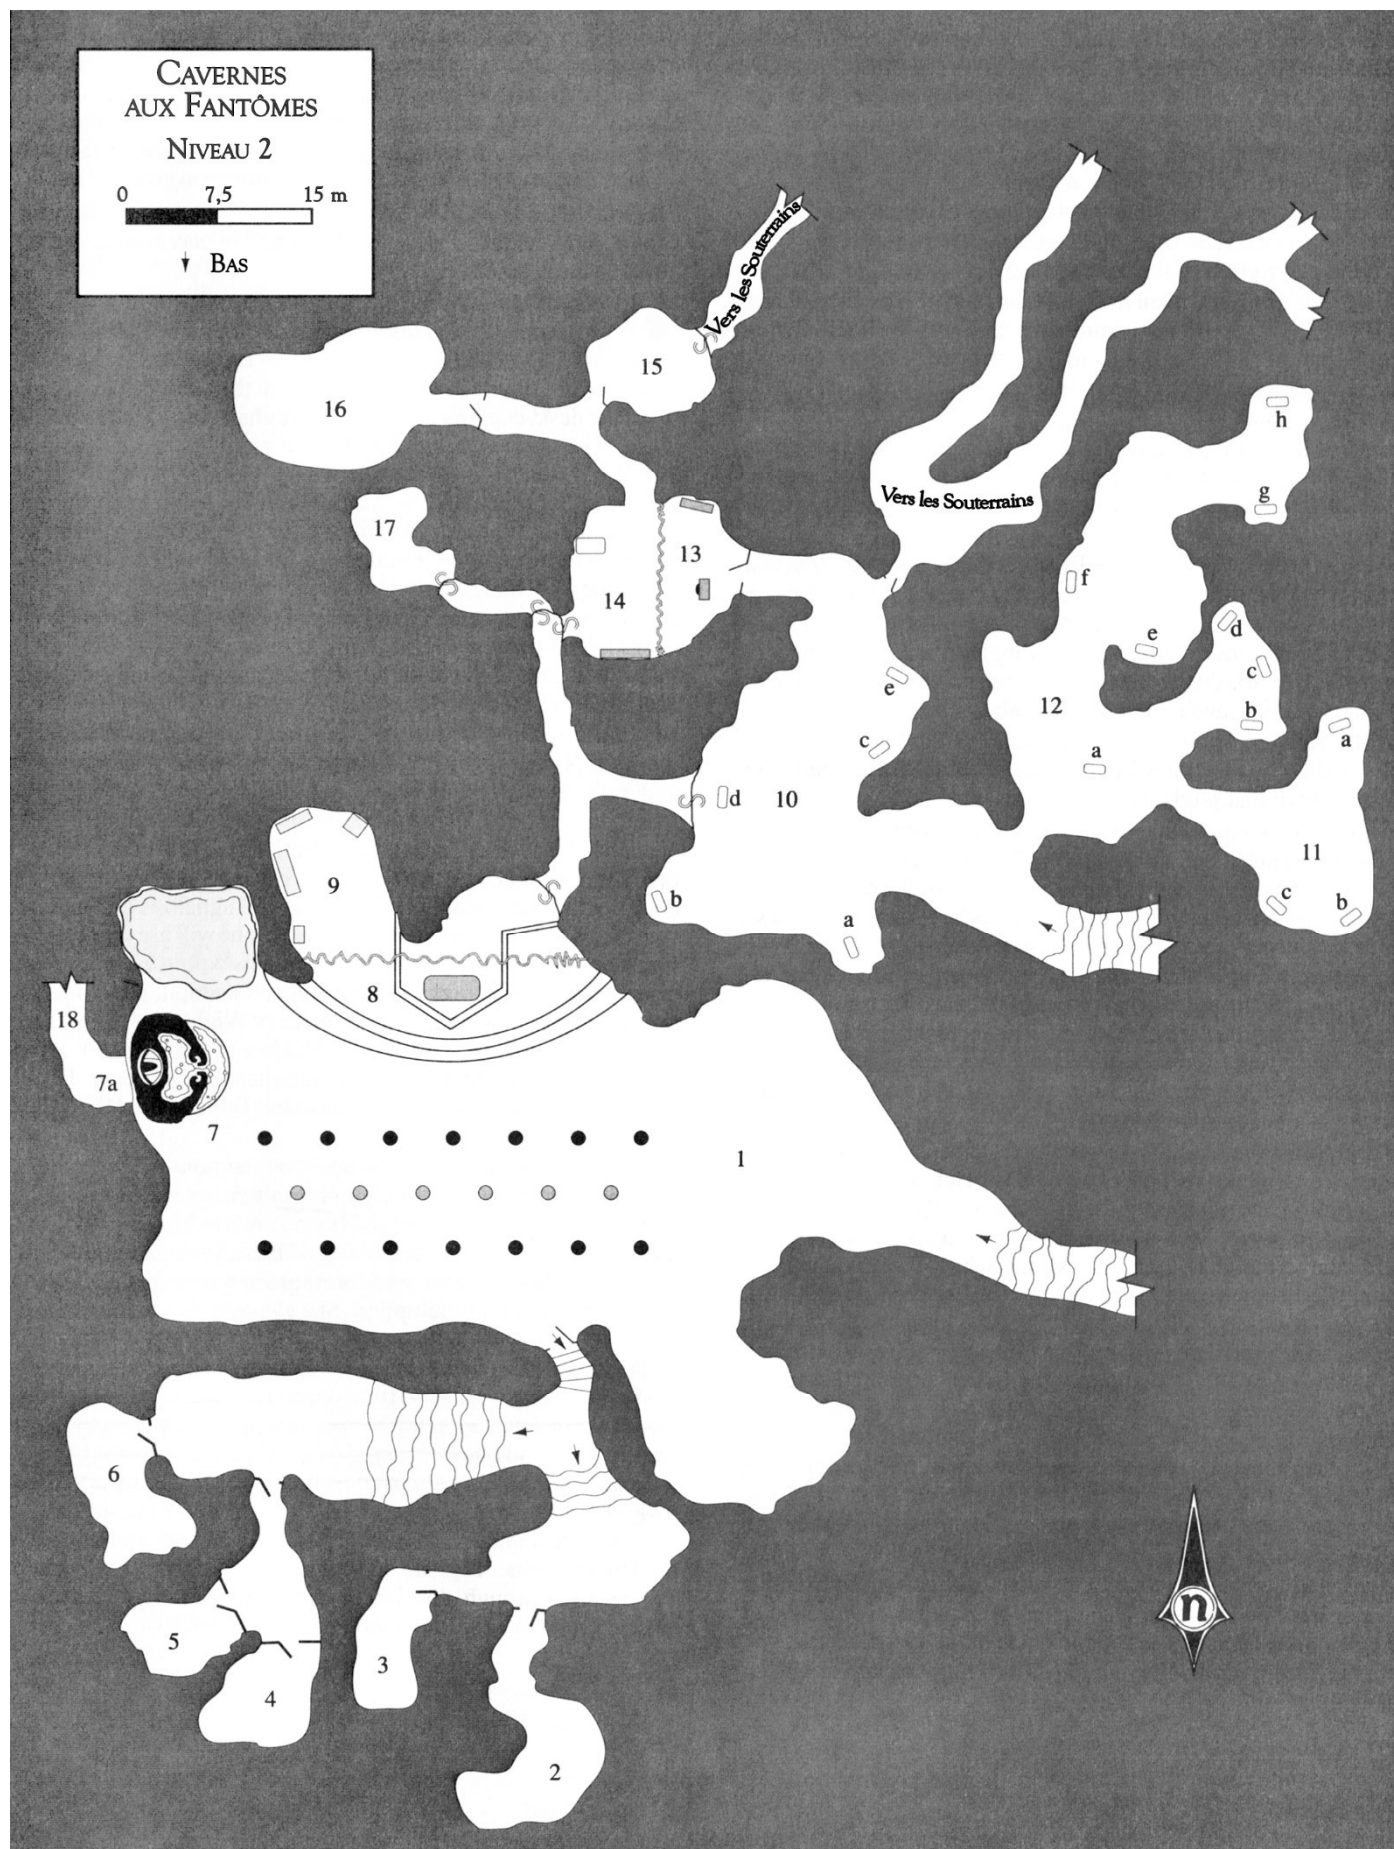 CAVERNES
AUX FANTÔMES
NIVEAU 2
0 7,5 15 m
BAS
Vers les Souterrains
15
16
h
Vers les Souterrains
g
17
13
f
14
e
d
c
e
12
b
a
c
a
d
10
11
9
b
c
b
a
8
18
7a
7
1
6
5
3
4
2
n